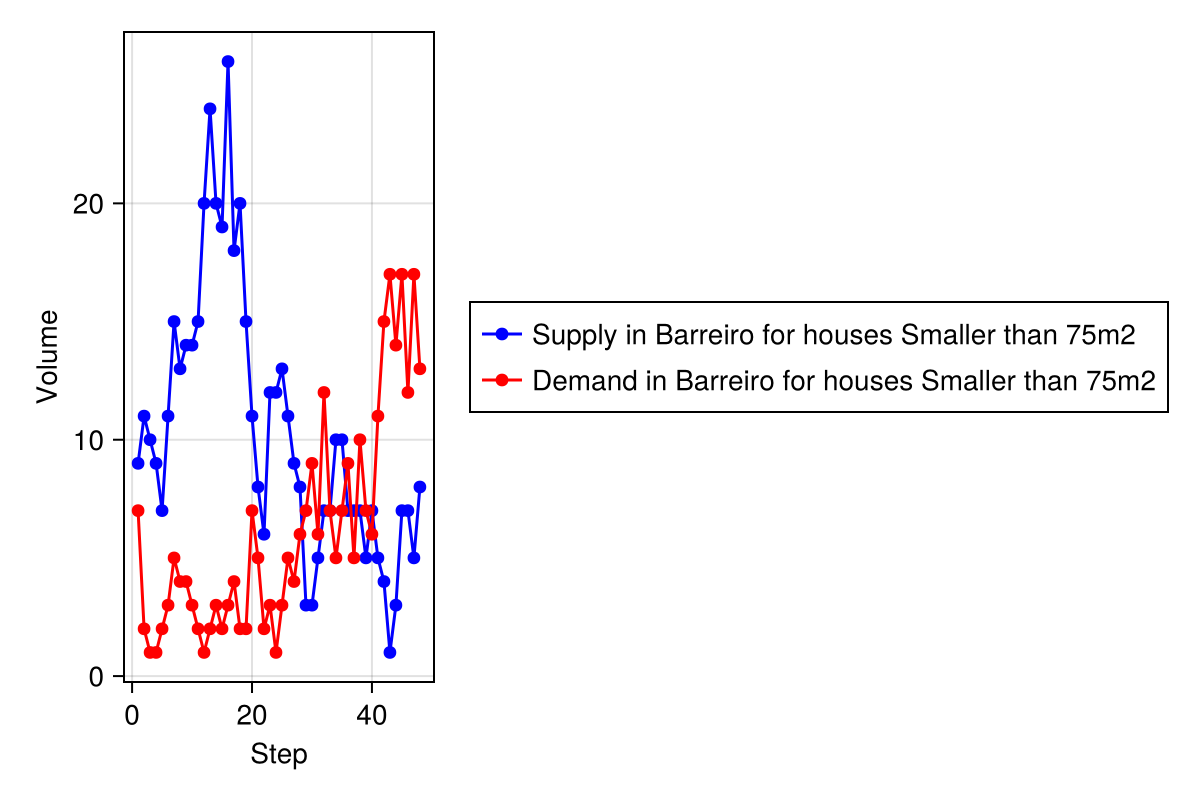 Volume
20
10
0
0 20 40
Step
Supply in Barreiro for houses Smaller than 75m2
Demand in Barreiro for houses Smaller than 75m2